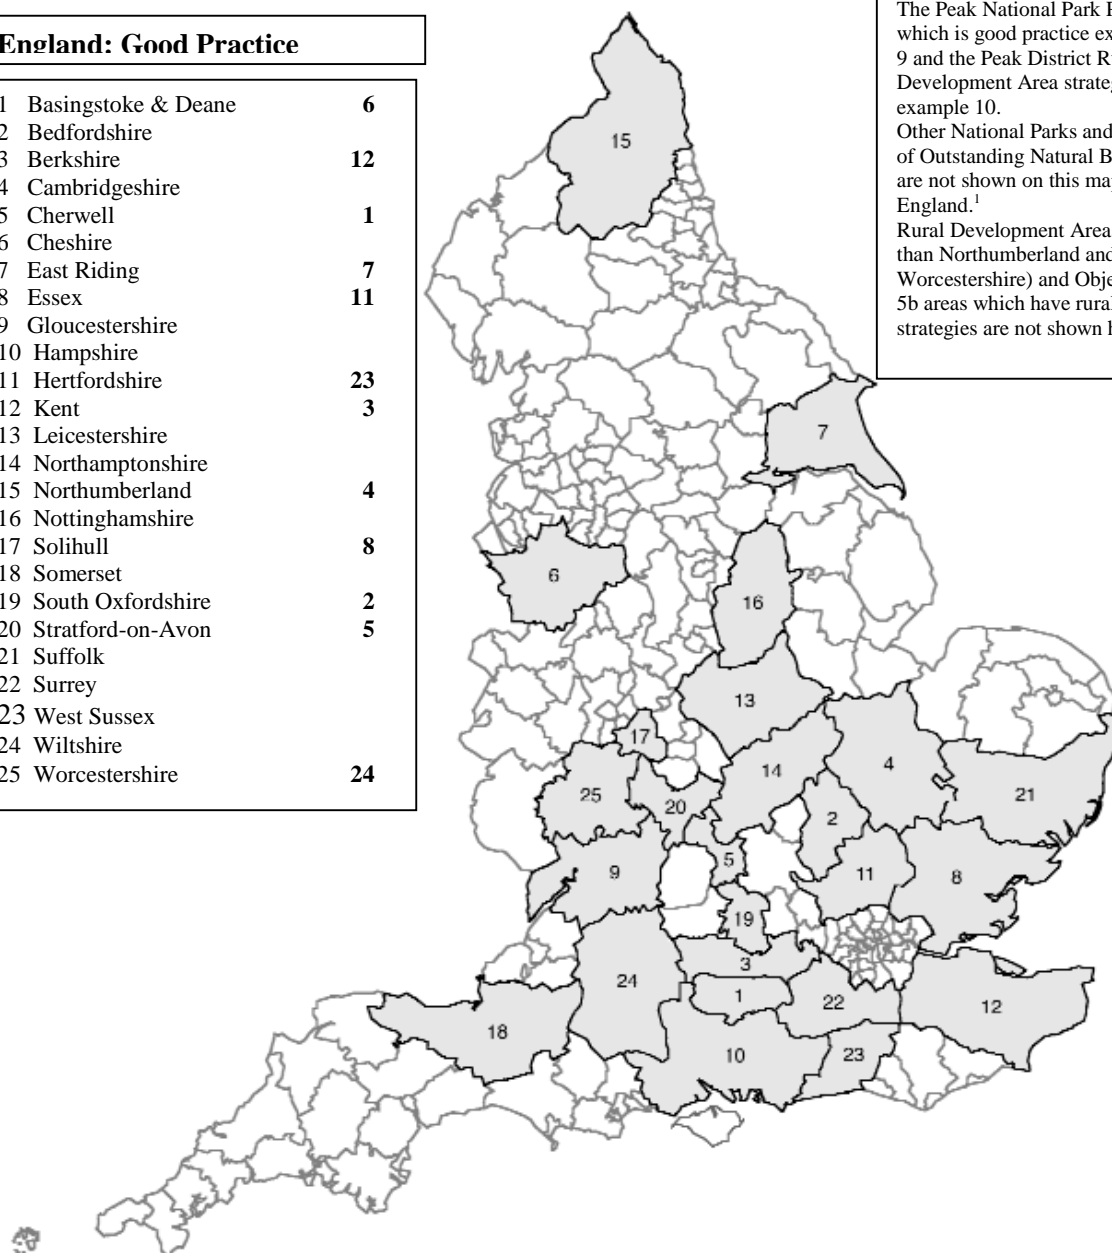 England: Good Practice
1 Basingstoke & Deane 6
2 Bedfordshire
3 Berkshire 12
4 Cambridgeshire
5 Cherwell 1
6 Cheshire
7 East Riding 7
8 Essex 11
9 Gloucestershire
10 Hampshire
11 Hertfordshire 23
12 Kent 3
13 Leicestershire
14 Northamptonshire
15 Northumberland 4
16 Nottinghamshire
17 Solihull 8
18 Somerset
19 South Oxfordshire 2
20 Stratford-on-Avon 5
21 Suffolk
22 Surrey
23 West Sussex
24 Wiltshire
25 Worcestershire 24
The Peak National Park
which is good practice
9 and the Peak District
Development Area
example 10.
Other National Parks and
of Outstanding Natural
are not shown on this
England.1
Rural Development
than Northumberland and
Worcestershire) and
5b areas which have
strategies are not shown
15
7
6
16
13
17
14
4
25
20
2
21
5
9
11
8
19
3
24
1
22
12
18
10
23